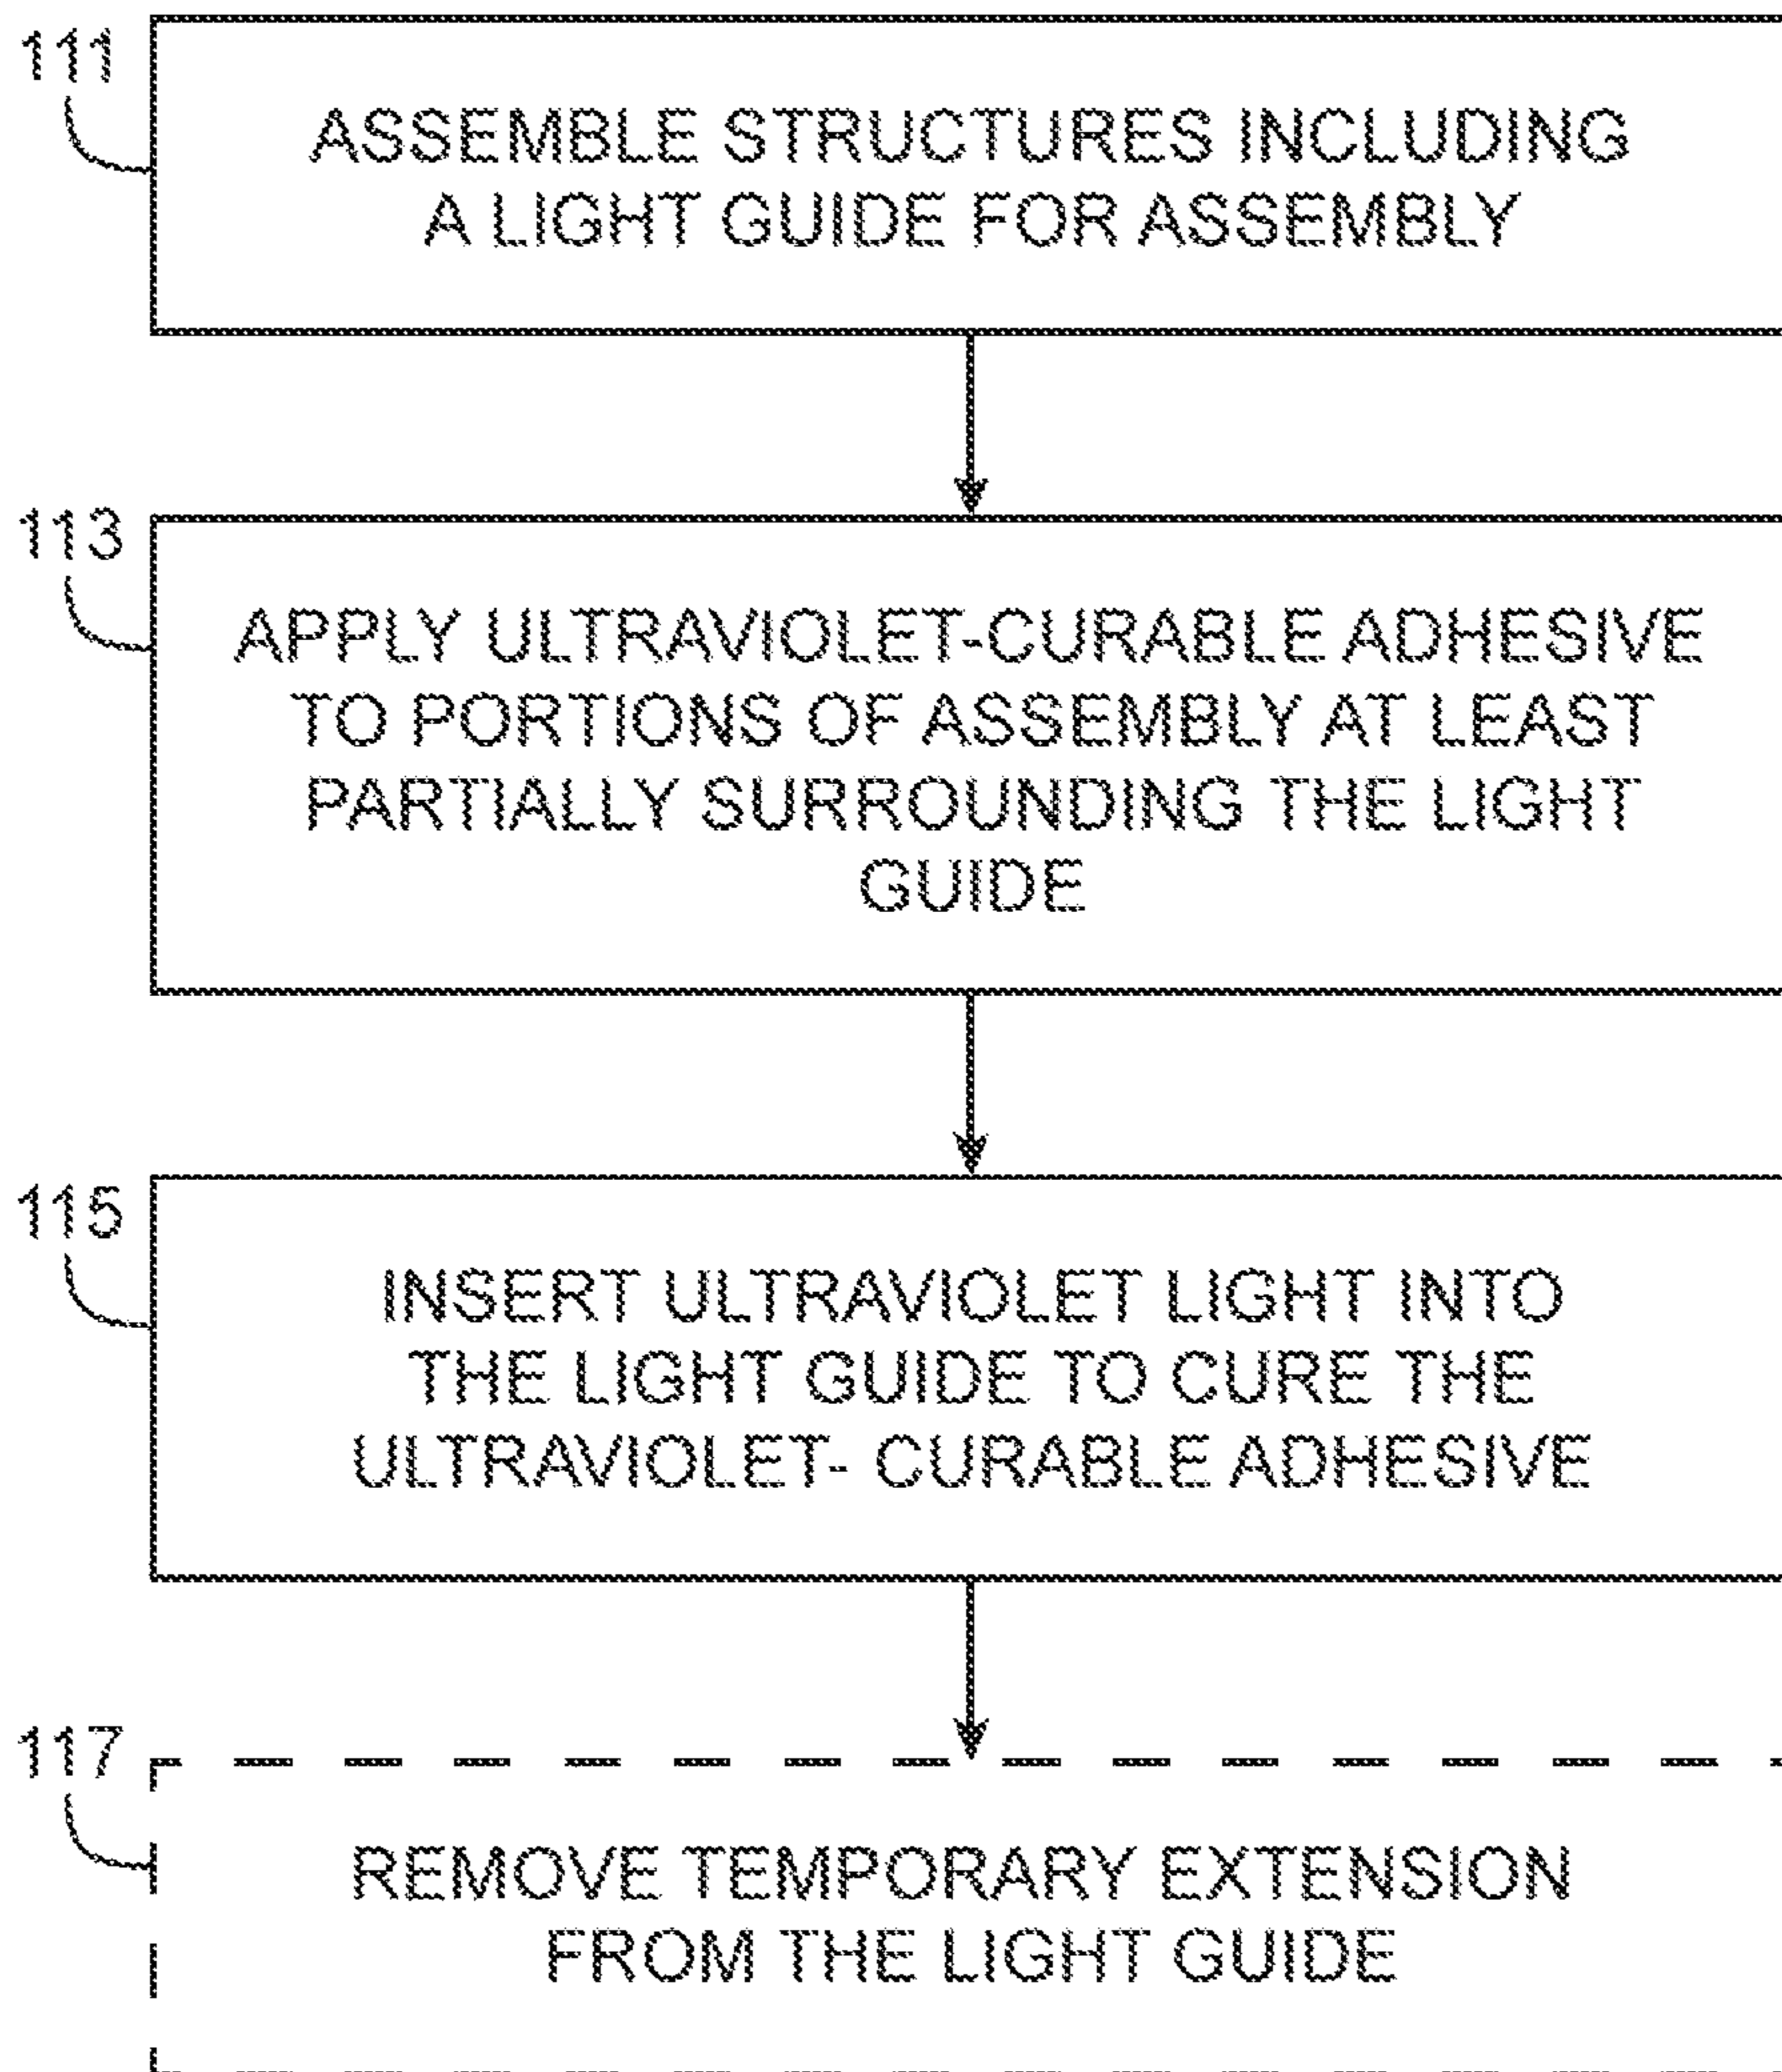 111
ASSEMBLE STRUCTURES INCLUDING
A LIGHT GUIDE FOR ASSEMBLY
113
APPLY ULTRAVIOLET-CURABLE ADHESIVE
TO PORTIONS OF ASSEMBLY AT LEAST
PARTIALLY SURROUNDING THE LIGHT
GUIDE
115
INSERT ULTRAVIOLET LIGHT INTO
THE LIGHT GUIDE TO CURE THE
ULTRAVIOLET- CURABLE ADHESIVE
117
REMOVE TEMPORARY EXTENSION
FROM THE LIGHT GUIDE